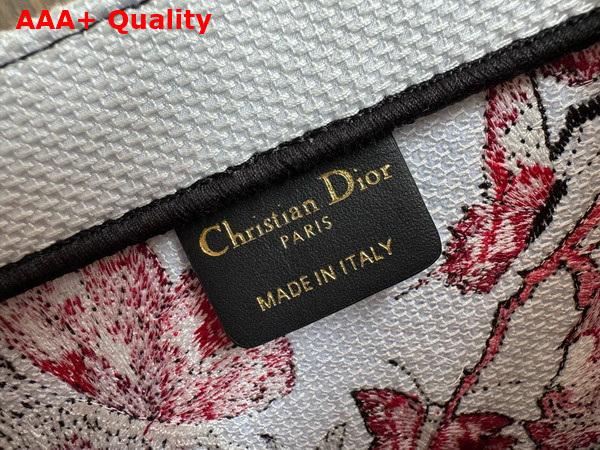 AAA+ Quality
Christian Dior
PARIS
MADE IN ITALY